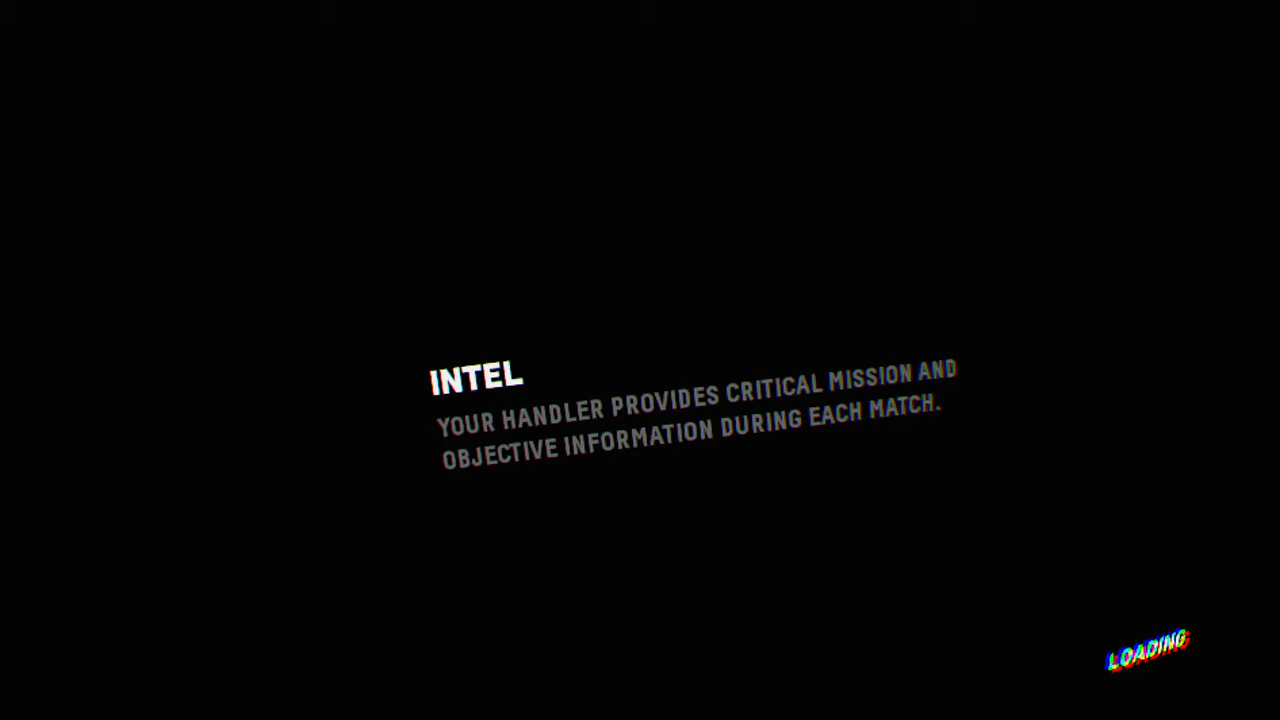 INTEL
YOUR HANDLER PROVIDES CRITICAL MISSION AND
OBJECTIVE INFORMATION DURING EACH MATCH.
LOADING